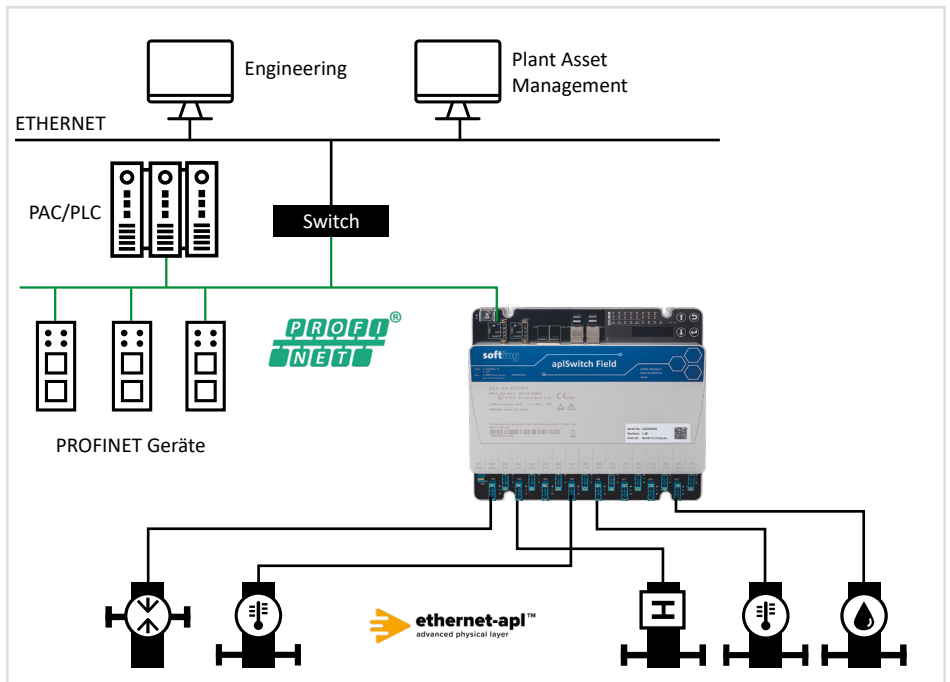 Engineering
Plant Asset
Management
ETHERNET
PAC/PLC
Switch
PROFI
NET®
PROFINET Geräte
softing
aplSwitch Field
ethernet-apl™
advanced physical layer